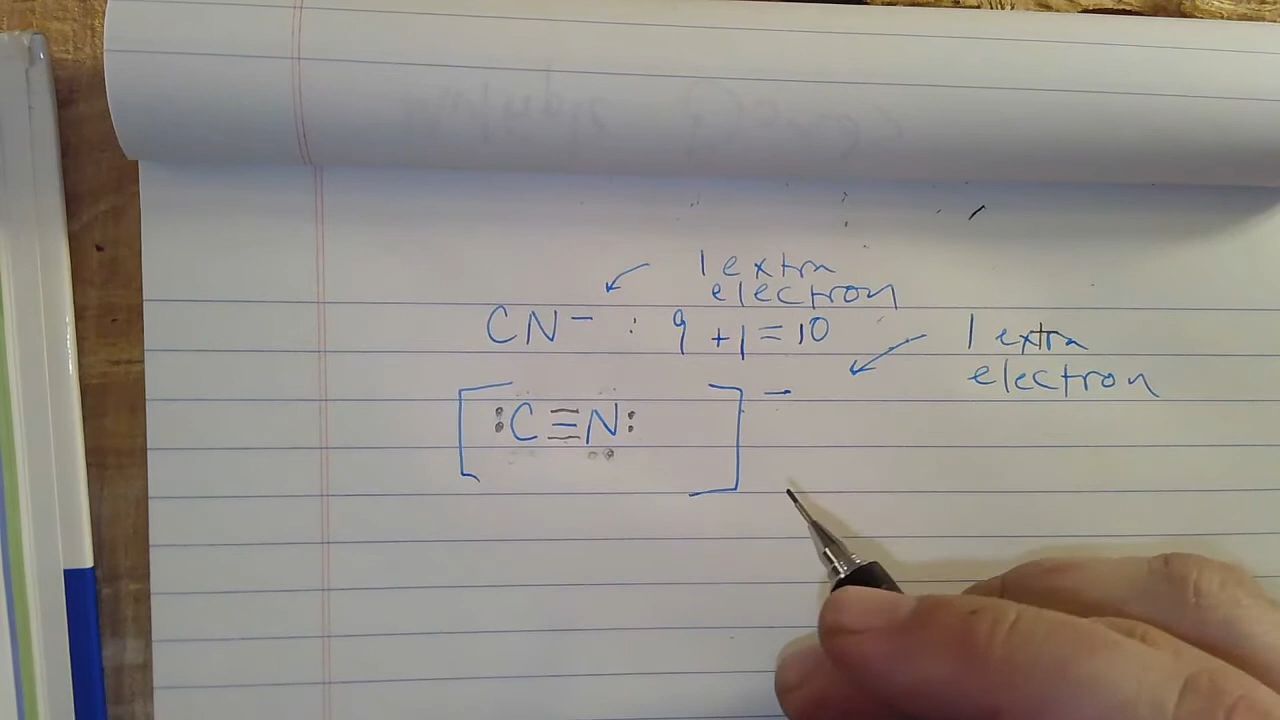 1 extra
electron
CN⁻ : 9 + 1 = 10
1 extra
electron
[:C≡N:]⁻